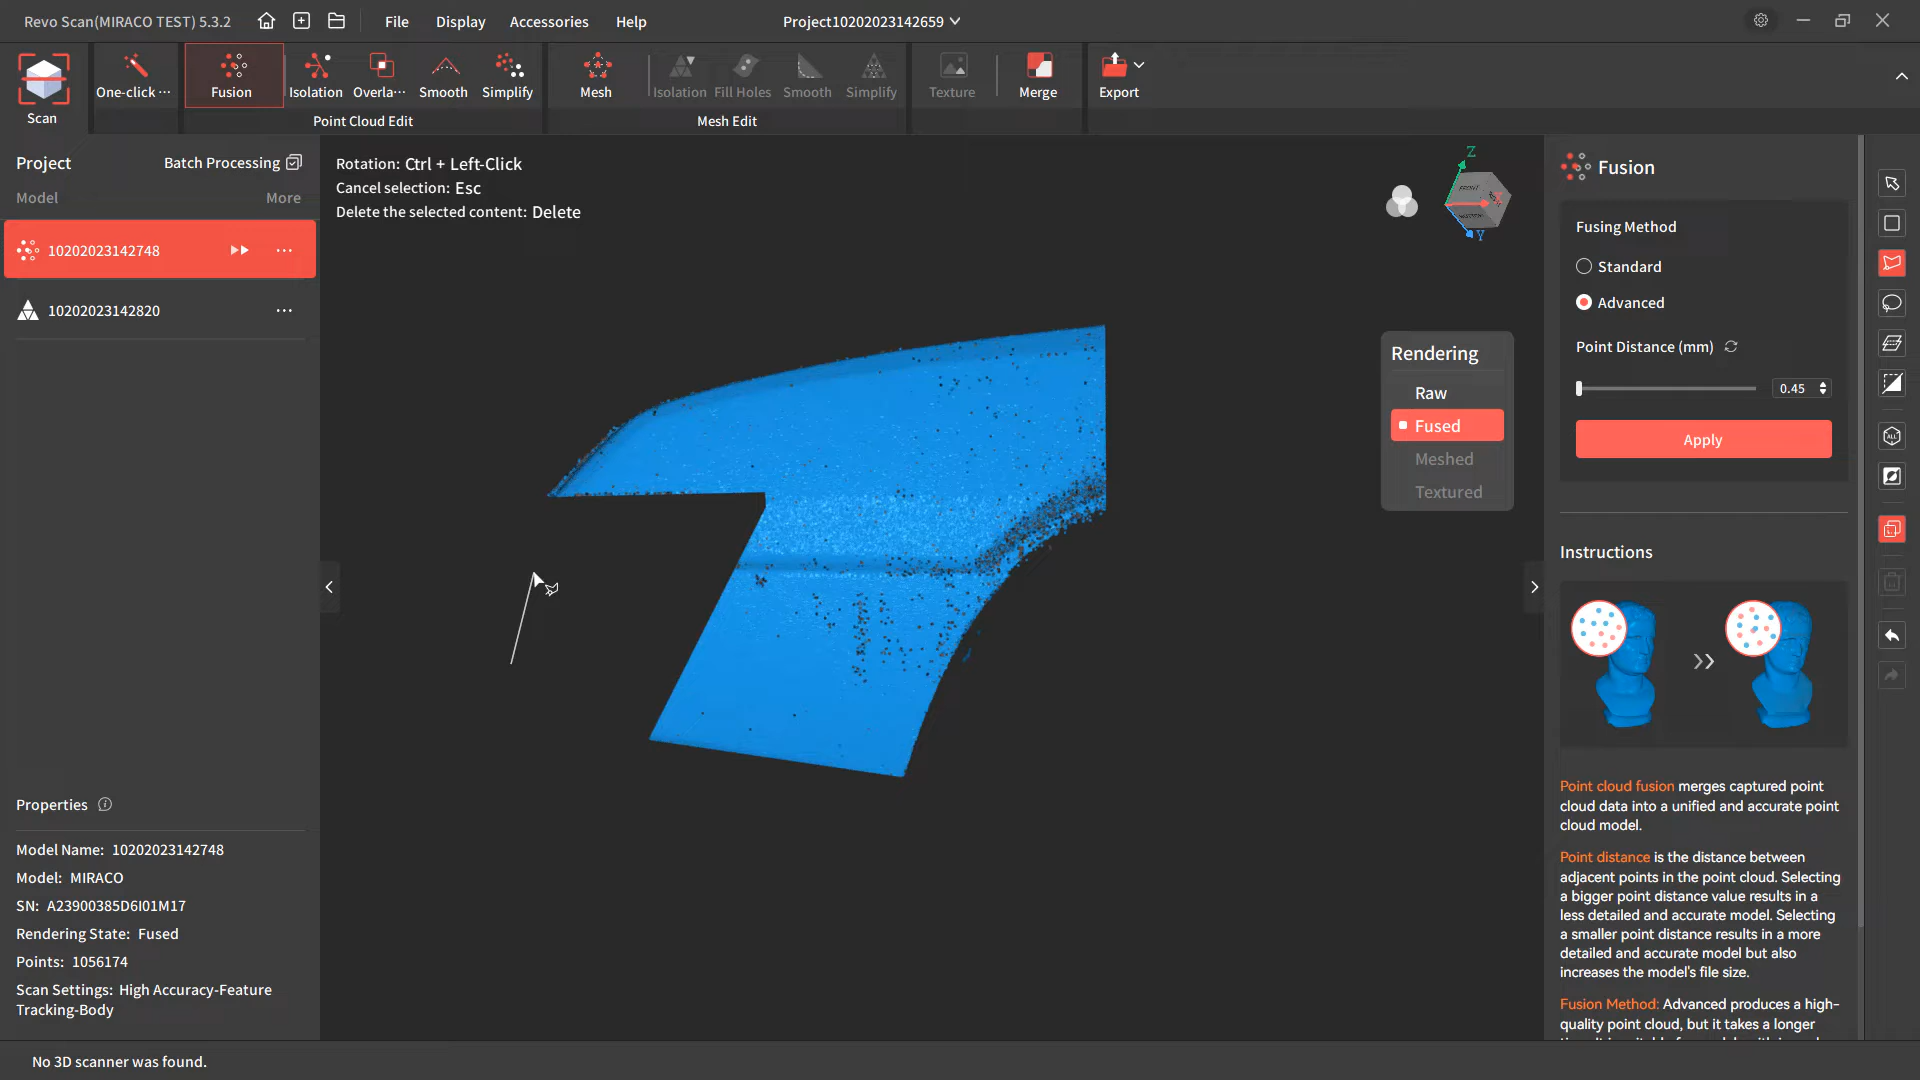 Revo Scan(MIRACO TEST) 5.3.2
File
Display
Accessories
Help
Project10202023142659
Scan
One-click ···
Fusion
Isolation
Overla···
Smooth
Simplify
Point Cloud Edit
Mesh
Isolation
Fill Holes
Smooth
Simplify
Mesh Edit
Texture
Merge
Export
Project
Batch Processing
Model
More
10202023142748
10202023142820
Properties
Model Name: 10202023142748
Model: MIRACO
SN: A23900385D6I01M17
Rendering State: Fused
Points: 1056174
Scan Settings: High Accuracy-Feature
Tracking-Body
Rotation: Ctrl + Left-Click
Cancel selection: Esc
Delete the selected content: Delete
Z
FRONT
X
Y
Rendering
Raw
Fused
Meshed
Textured
Fusion
Fusing Method
Standard
Advanced
Point Distance (mm)
0.45
Apply
Instructions
Point cloud fusion merges captured point
cloud data into a unified and accurate point
cloud model.
Point distance is the distance between
adjacent points in the point cloud. Selecting
a bigger point distance value results in a
less detailed and accurate model. Selecting
a smaller point distance results in a more
detailed and accurate model but also
increases the model's file size.
Fusion Method: Advanced produces a high-
quality point cloud, but it takes a longer
ALL
No 3D scanner was found.